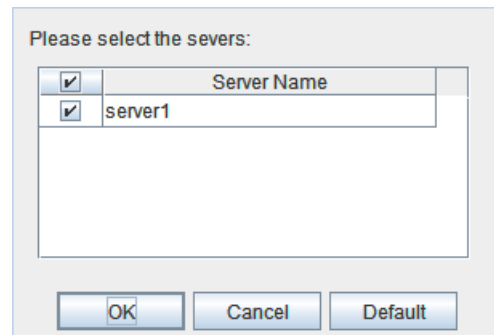 Please select the severs:
Server Name
server1
OK Cancel Default